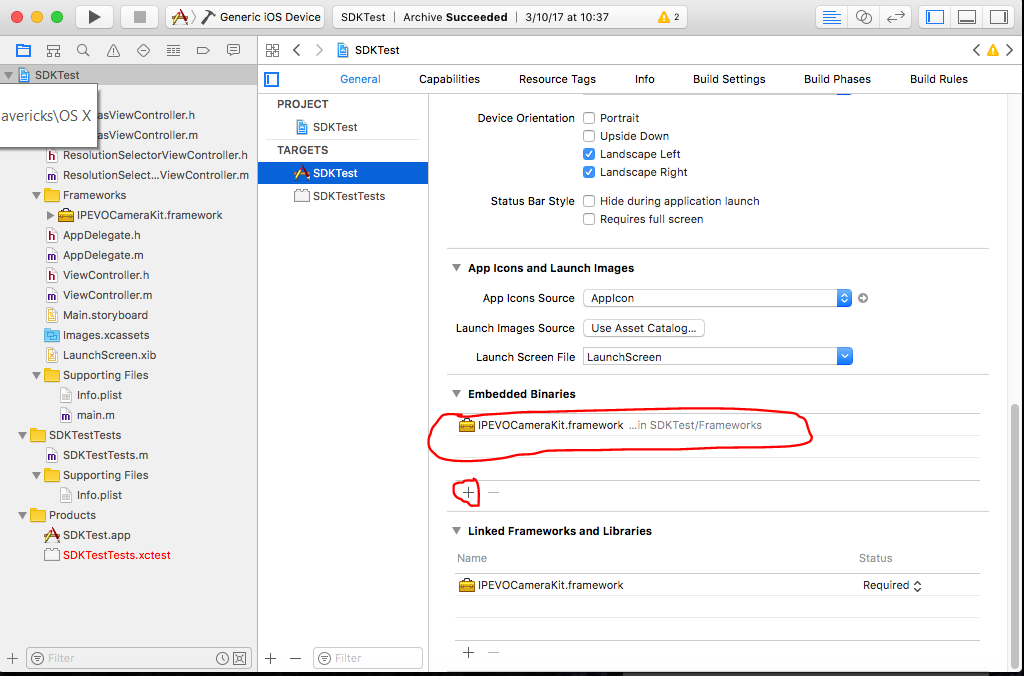 Generic iOS Device
SDKTest | Archive Succeeded | 3/10/17 at 10:37
2
SDKTest
SDKTest
General
Capabilities
Resource Tags
Info
Build Settings
Build Phases
Build Rules
avericks\OS X
asViewController.h
asViewController.m
h ResolutionSelectorViewController.h
m ResolutionSelect...ViewController.m
Frameworks
IPEVOCameraKit.framework
h AppDelegate.h
m AppDelegate.m
h ViewController.h
m ViewController.m
Main.storyboard
Images.xcassets
LaunchScreen.xib
Supporting Files
Info.plist
m main.m
SDKTestTests
m SDKTestTests.m
Supporting Files
Info.plist
Products
SDKTest.app
SDKTestTests.xctest
Filter
PROJECT
SDKTest
TARGETS
SDKTest
SDKTestTests
Filter
Device Orientation
Portrait
Upside Down
Landscape Left
Landscape Right
Status Bar Style
Hide during application launch
Requires full screen
App Icons and Launch Images
App Icons Source
AppIcon
Launch Images Source
Use Asset Catalog...
Launch Screen File
LaunchScreen
Embedded Binaries
IPEVOCameraKit.framework ...in SDKTest/Frameworks
Linked Frameworks and Libraries
Name
Status
IPEVOCameraKit.framework
Required